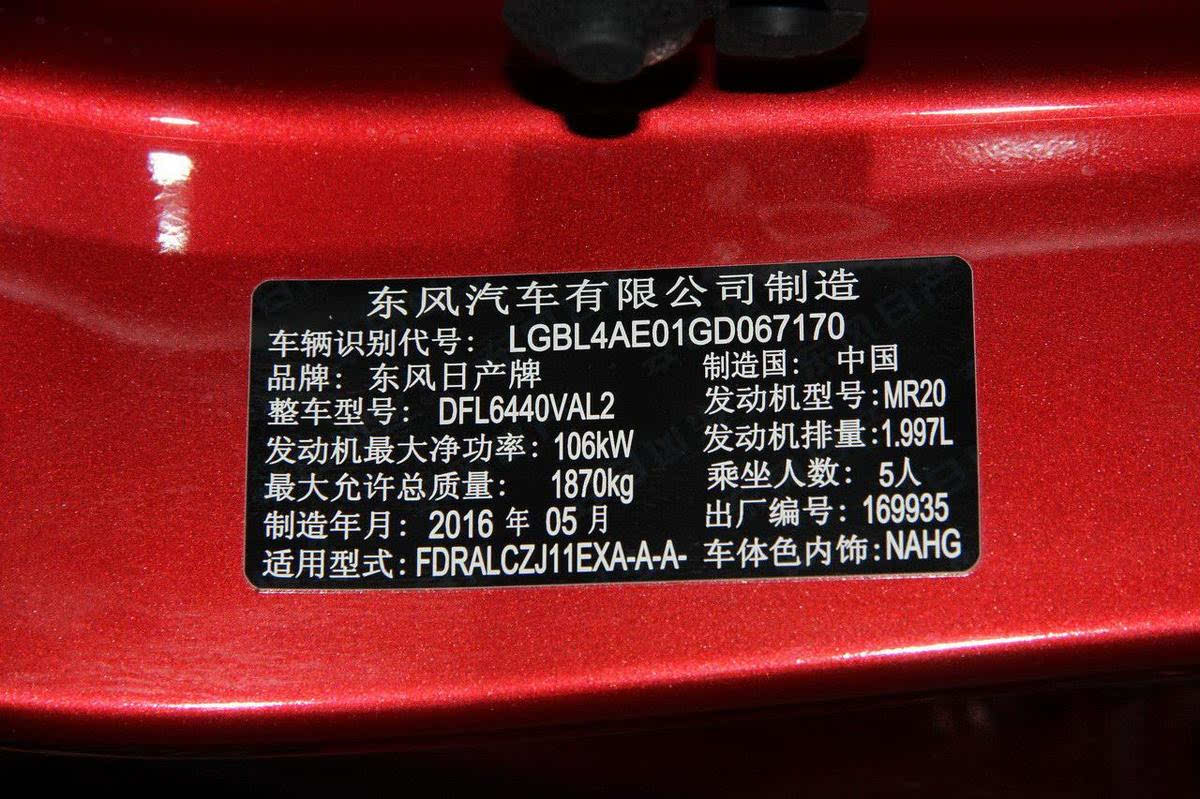 东风汽车有限公司制造
车辆识别代号: LGBL4AE01GD067170
品牌: 东风日产牌 制造国: 中国
整车型号: DFL6440VAL2 发动机型号:MR20
发动机最大净功率: 106kW 发动机排量:1.997L
最大允许总质量: 1870kg 乘坐人数: 5人
制造年月: 2016 年 05 月 出厂编号: 169935
适用型式: FDRALCZJ11EXA-A-A- 车体色内饰:NAHG